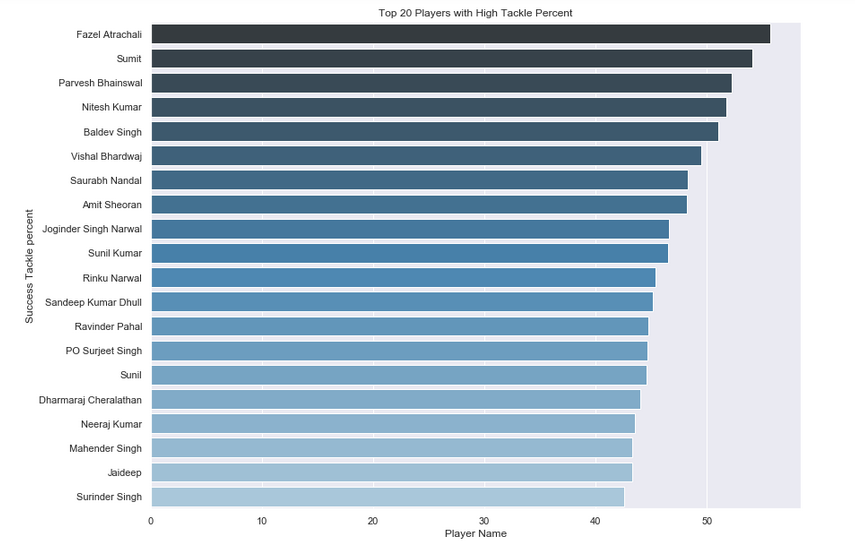 Top 20 Players with High Tackle Percent
Fazel Atrachali
Sumit
Parvesh Bhainswal
Nitesh Kumar
Baldev Singh
Vishal Bhardwaj
Saurabh Nandal
Amit Sheoran
Joginder Singh Narwal
Sunil Kumar
Rinku Narwal
Sandeep Kumar Dhull
Ravinder Pahal
PO Surjeet Singh
Sunil
Dharmaraj Cheralathan
Neeraj Kumar
Mahender Singh
Jaideep
Surinder Singh
Success Tackle percent
0 10 20 30 40 50
Player Name